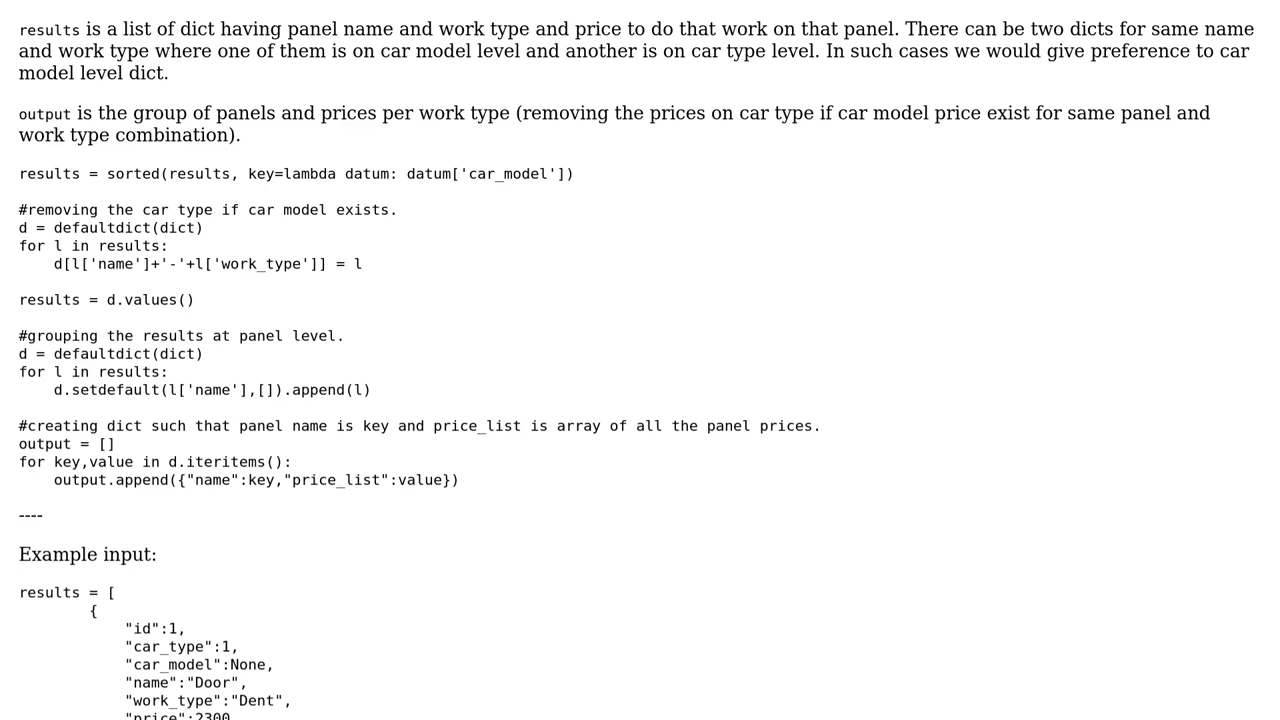 results is a list of dict having panel name and work type and price to do that work on that panel. There can be two dicts for same name
and work type where one of them is on car model level and another is on car type level. In such cases we would give preference to car
model level dict.
output is the group of panels and prices per work type (removing the prices on car type if car model price exist for same panel and
work type combination).
results = sorted(results, key=lambda datum: datum['car_model'])
#removing the car type if car model exists.
d = defaultdict(dict)
for l in results:
    d[l['name']+'-'+l['work_type']] = l
results = d.values()
#grouping the results at panel level.
d = defaultdict(dict)
for l in results:
    d.setdefault(l['name'],[]).append(l)
#creating dict such that panel name is key and price_list is array of all the panel prices.
output = []
for key,value in d.iteritems():
    output.append({"name":key,"price_list":value})
----
Example input:
results = [
        {
            "id":1,
            "car_type":1,
            "car_model":None,
            "name":"Door",
            "work_type":"Dent",
            "price":2300